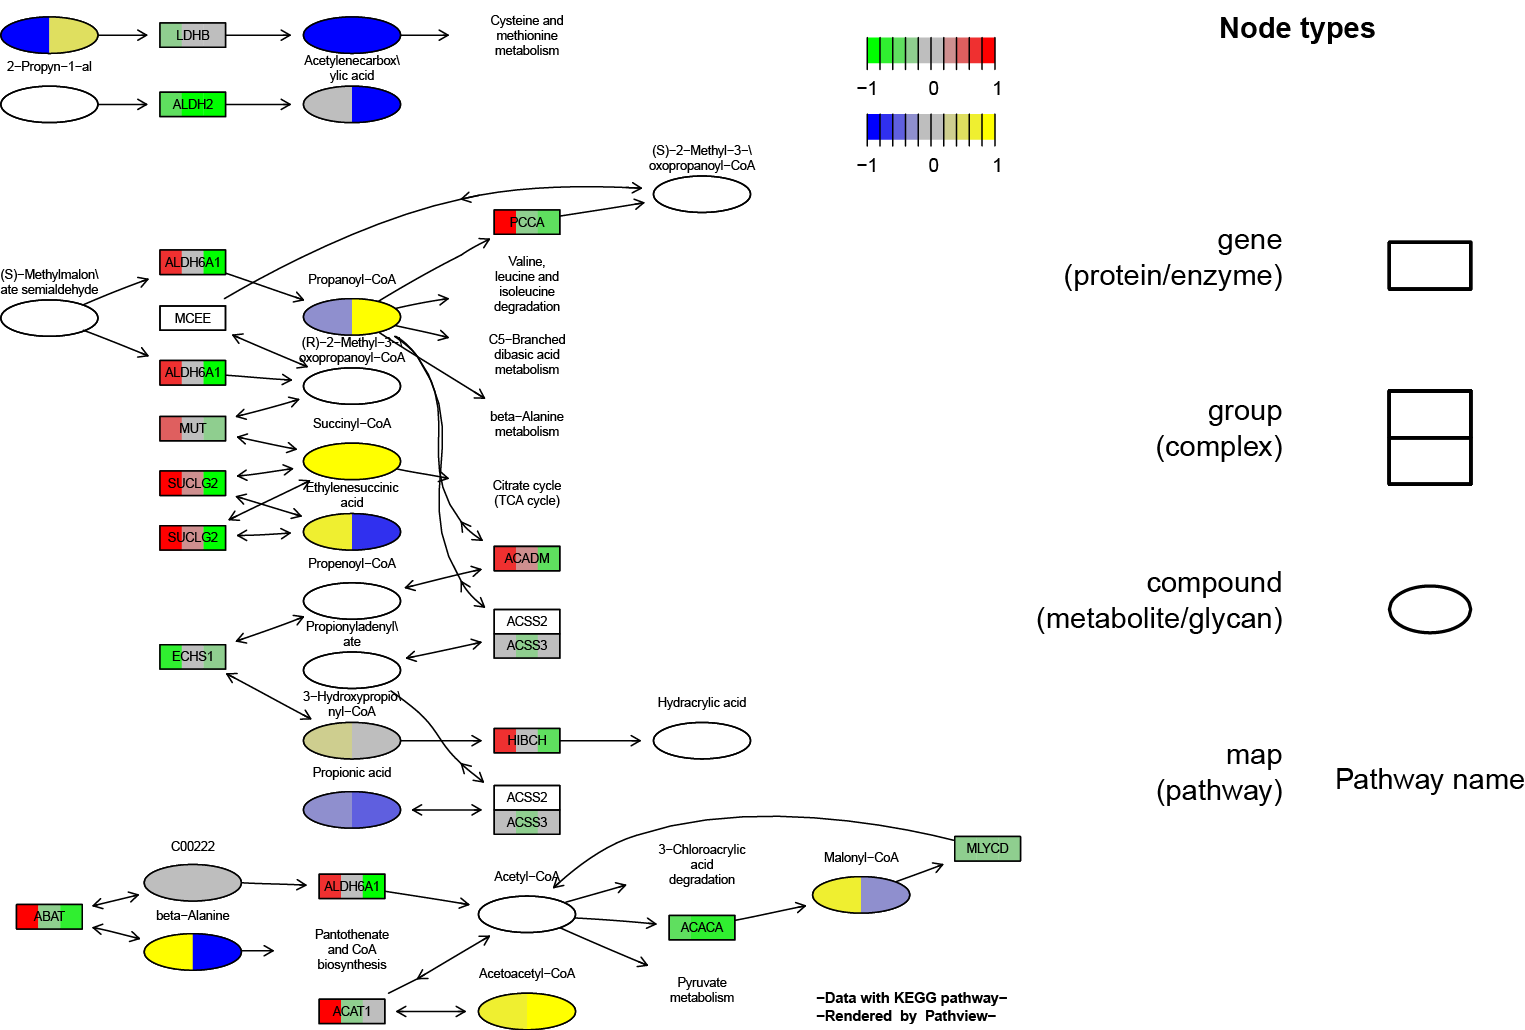 Node types
LDHB
Cysteine and
methionine
metabolism
2−Propyn−1−al
Acetylenecarbox\
ylic acid
ALDH2
−1
0
1
−1
0
1
(S)−2−Methyl−3−\
oxopropanoyl−CoA
PCCA
gene
(protein/enzyme)
ALDH6A1
(S)−Methylmalon\
ate semialdehyde
Propanoyl−CoA
Valine,
leucine and
isoleucine
degradation
MCEE
(R)−2−Methyl−3−\
oxopropanoyl−CoA
C5−Branched
dibasic acid
metabolism
ALDH6A1
beta−Alanine
metabolism
group
(complex)
MUT
Succinyl−CoA
SUCLG2
Ethylenesuccinic
acid
Citrate cycle
(TCA cycle)
SUCLG2
Propenoyl−CoA
ACADM
compound
(metabolite/glycan)
Propionyladenyl\
ate
ACSS2
ACSS3
ECHS1
3−Hydroxypropio\
nyl−CoA
Hydracrylic acid
HIBCH
map
(pathway)
Pathway name
Propionic acid
ACSS2
ACSS3
C00222
ALDH6A1
Acetyl−CoA
3−Chloroacrylic
acid
degradation
Malonyl−CoA
MLYCD
ABAT
beta−Alanine
ACACA
Pantothenate
and CoA
biosynthesis
Acetoacetyl−CoA
Pyruvate
metabolism
ACAT1
−Data with KEGG pathway−
−Rendered by Pathview−